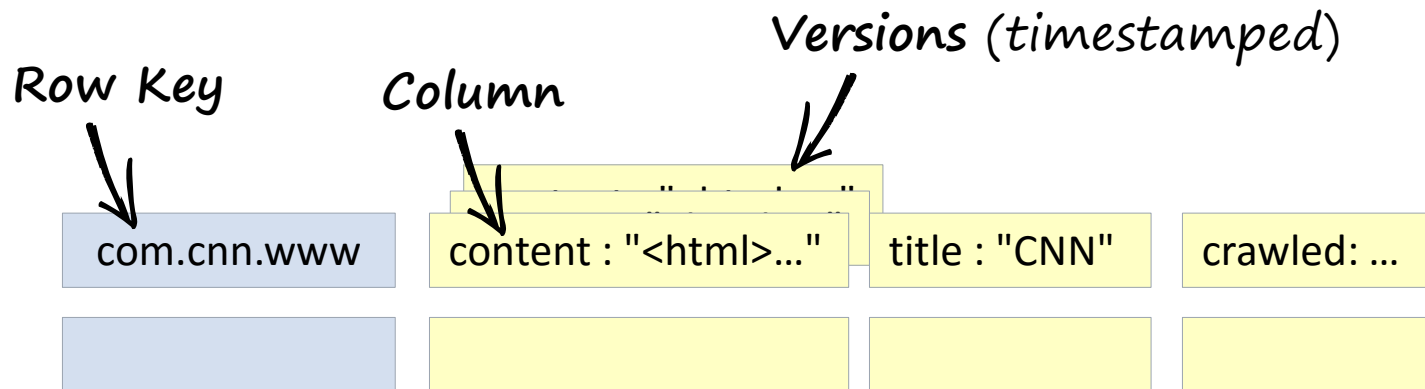 Versions (timestamped)
Row Key
Column
com.cnn.www
content : "<html>..."
title : "CNN"
crawled: ...